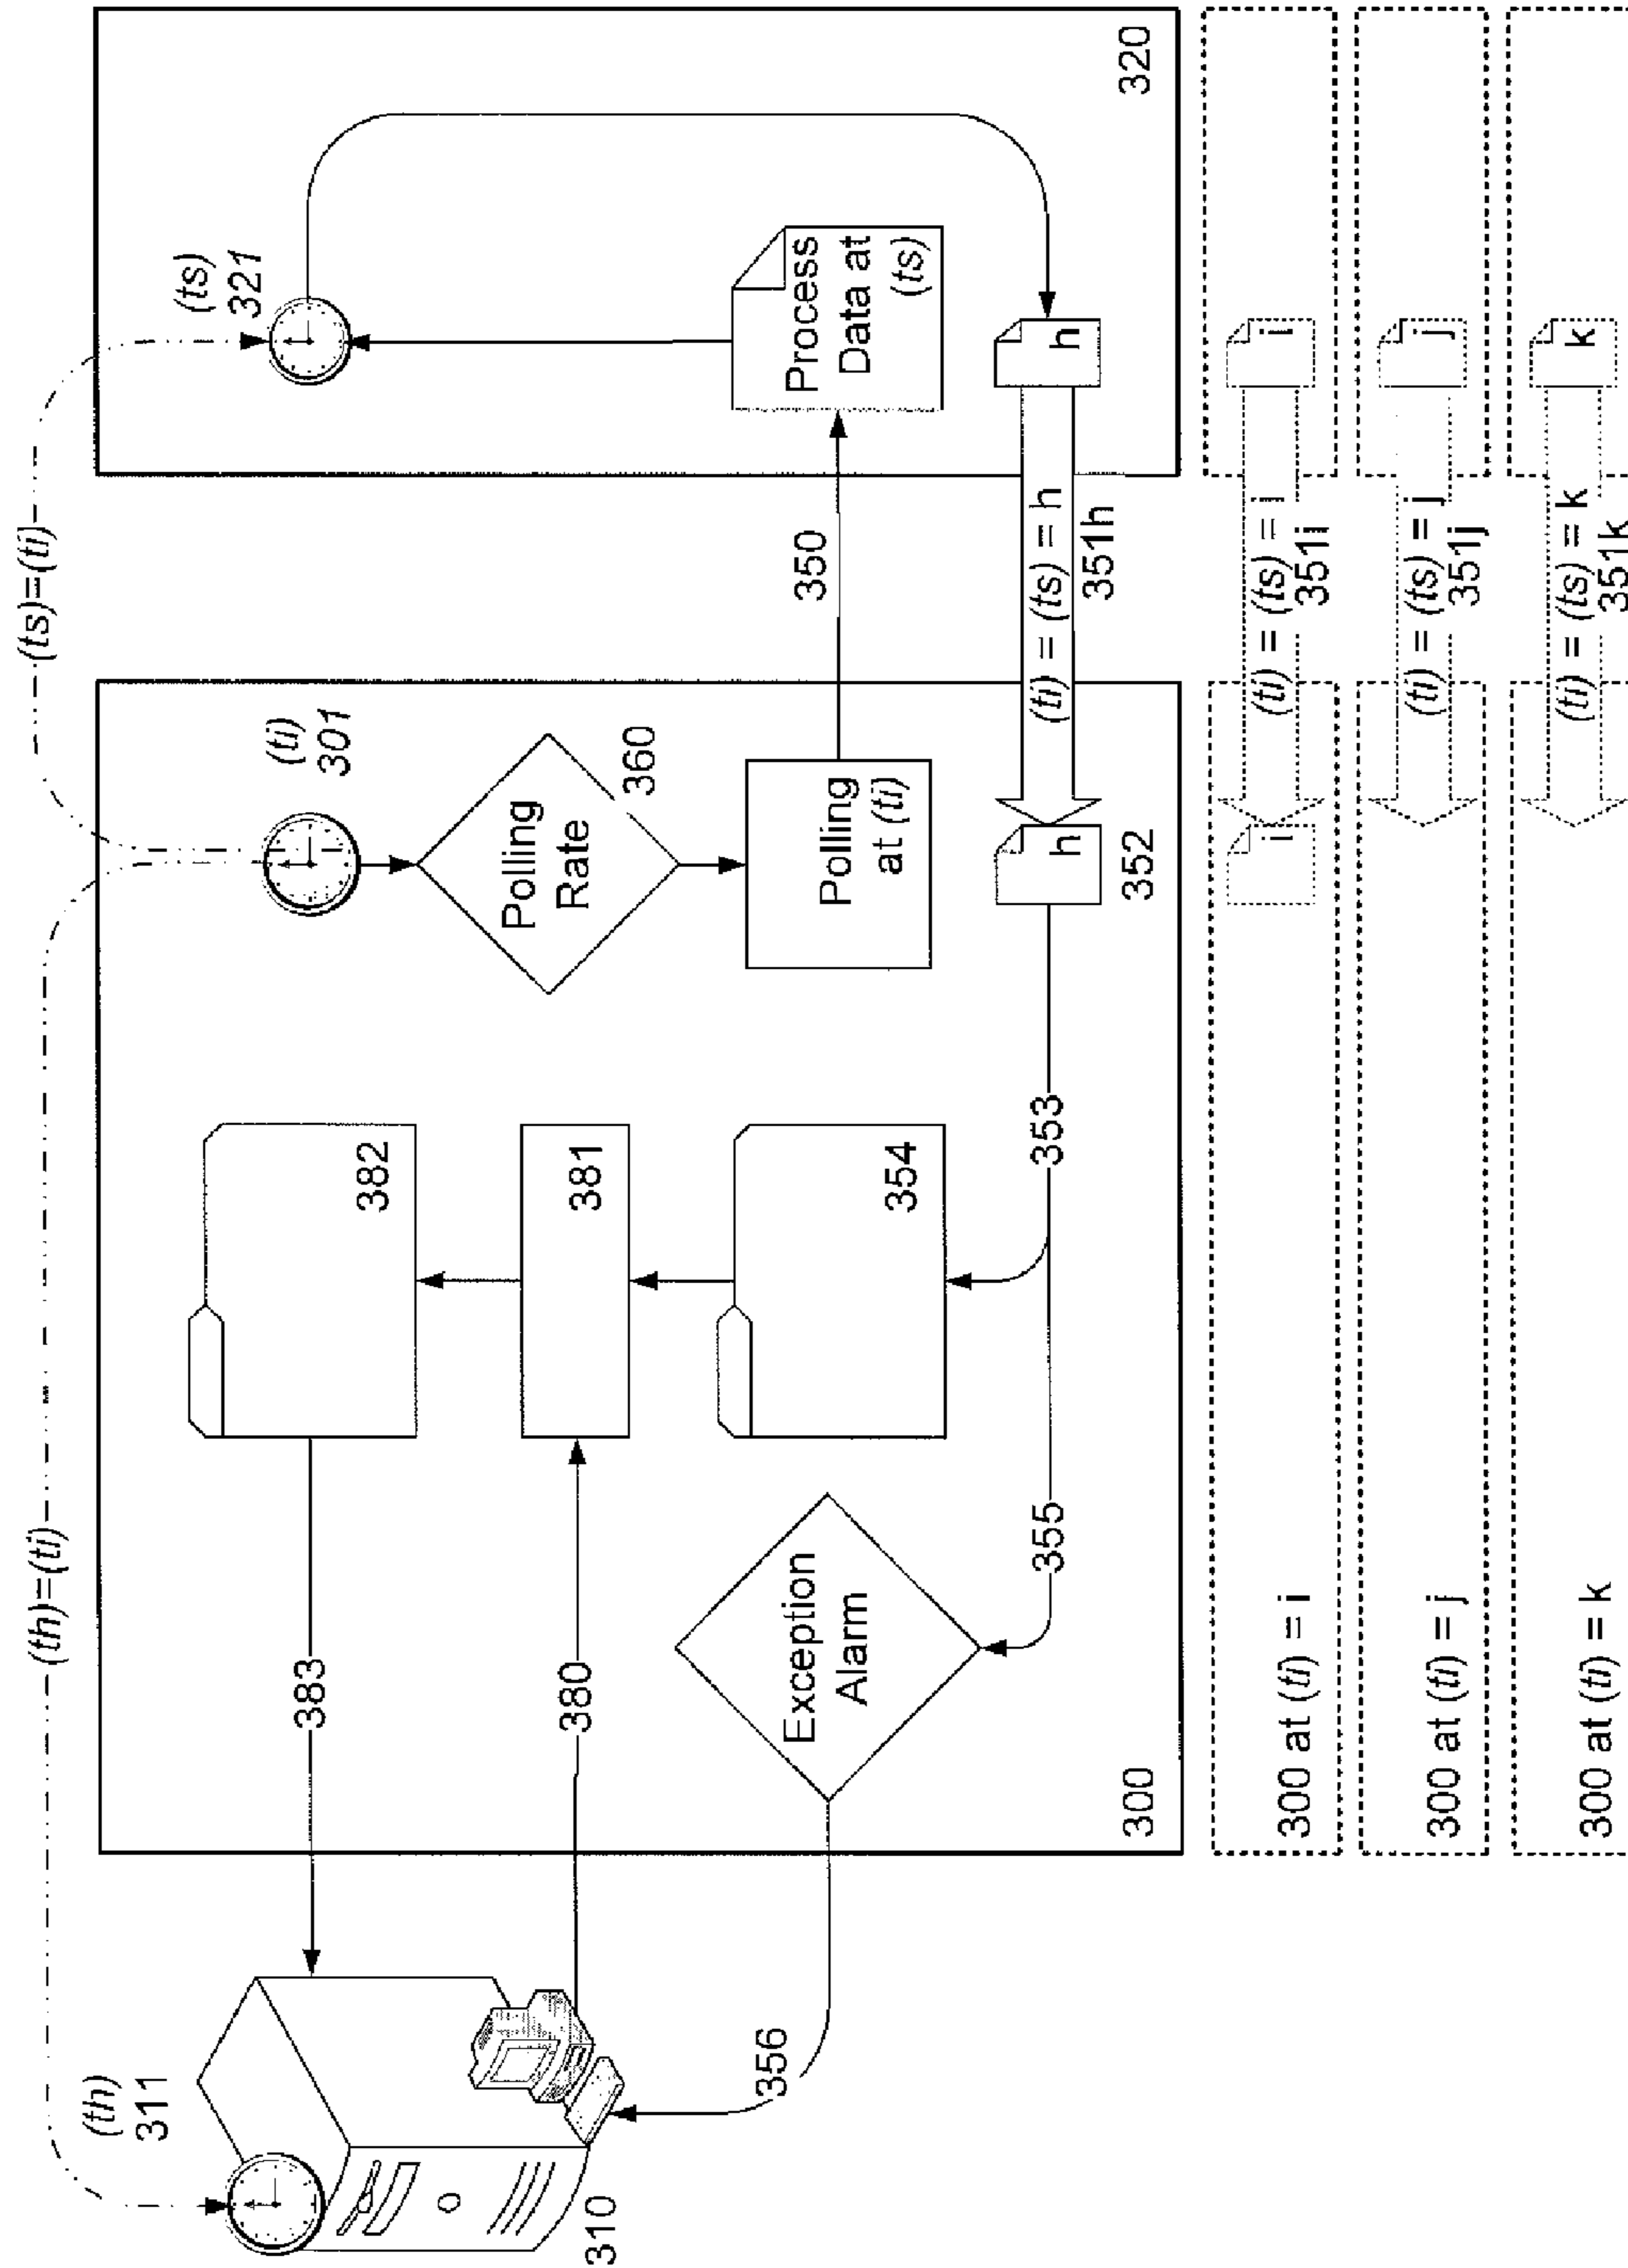 (th)=(ti)
(ts)=(ti)
(th)
311
310
383
380
356
382
381
354
Exception
Alarm
355
353
300
(ti)
301
Polling
Rate
360
Polling
at (ti)
h
352
350
(ti) = (ts) = h
351h
(ts)
321
Process
Data at
(ts)
h
320
300 at (ti) = i
i
(ti) = (ts) = i
351i
i
300 at (ti) = j
(ti) = (ts) = j
351j
j
300 at (ti) = k
(ti) = (ts) = k
351k
k